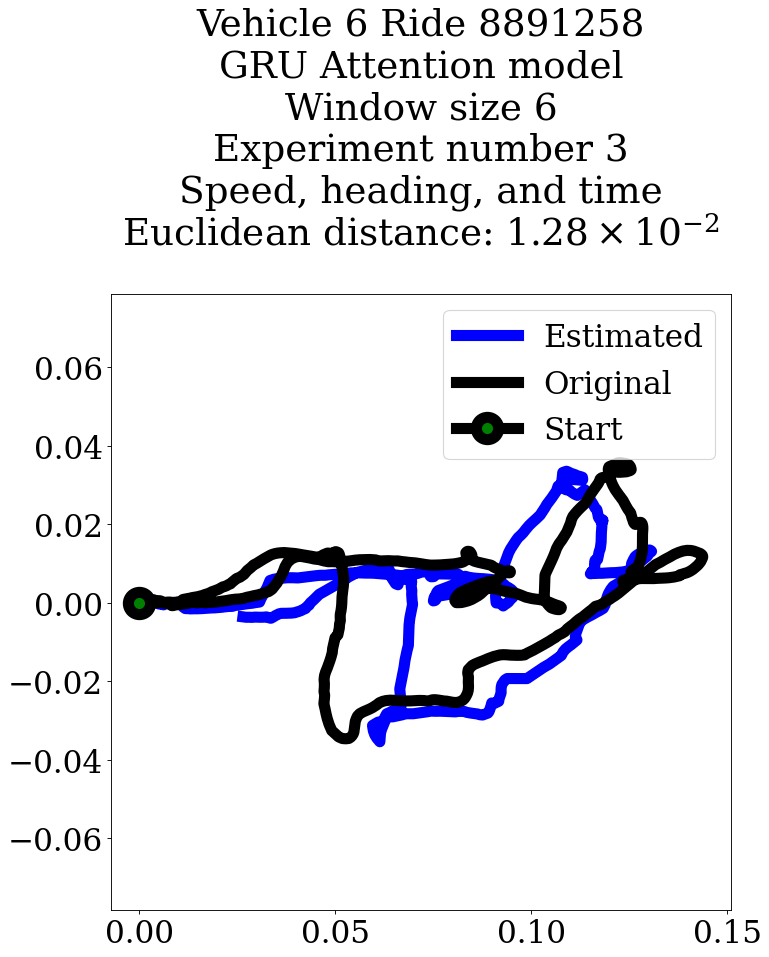 Vehicle 6 Ride 8891258
GRU Attention model
Window size 6
Experiment number 3
Speed, heading, and time
Euclidean distance: 1.28 × 10⁻²
Estimated
Original
Start
0.06
0.04
0.02
0.00
−0.02
−0.04
−0.06
0.00 0.05 0.10 0.15